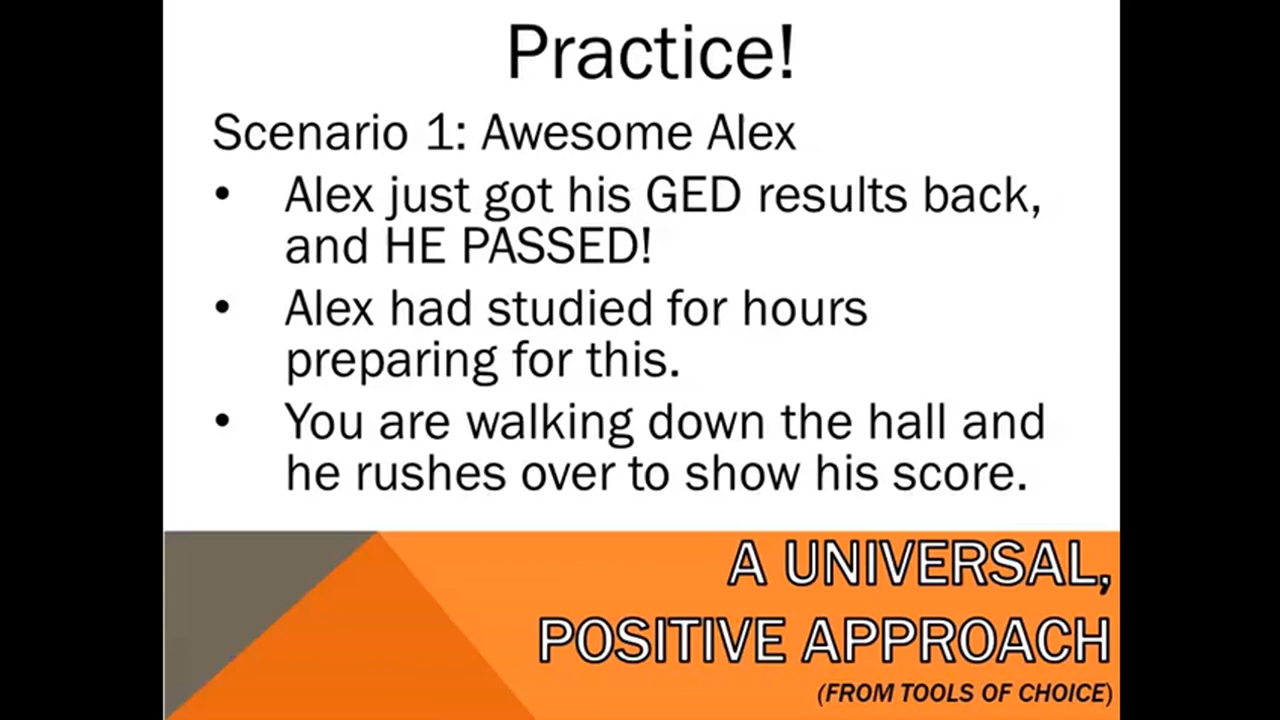 Practice!
Scenario 1: Awesome Alex
• Alex just got his GED results back,
and HE PASSED!
• Alex had studied for hours
preparing for this.
• You are walking down the hall and
he rushes over to show his score.
A UNIVERSAL,
POSITIVE APPROACH
(FROM TOOLS OF CHOICE)